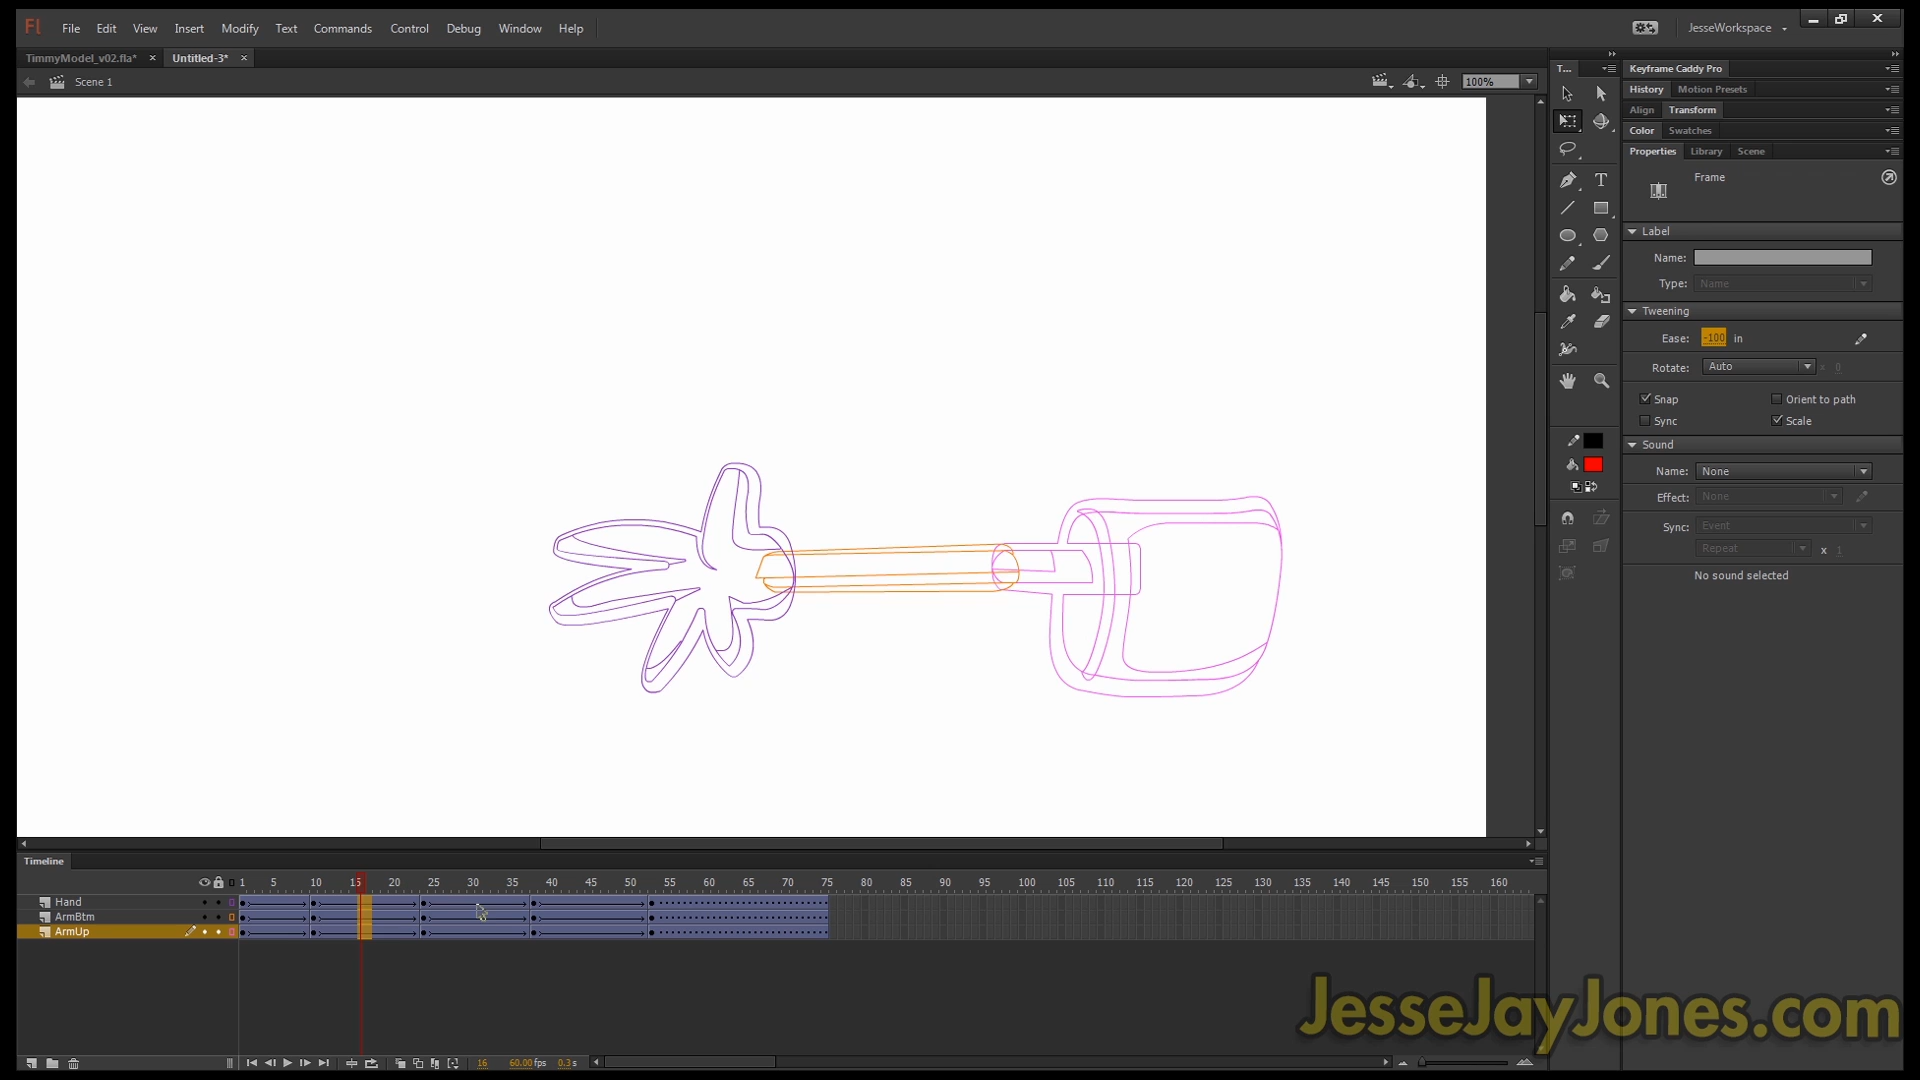 Fl File Edit View Insert Modify Text Commands Control Debug Window Help JesseWorkspace
TimmyModel_v02.fla* × Untitled-3* ×
Scene 1 100%
T...
Keyframe Caddy Pro
History Motion Presets
Align Transform
Color Swatches
Properties Library Scene
Frame
Label
Name:
Type: Name
Tweening
Ease: -100 in
Rotate: Auto x 0
Snap Orient to path
Sync Scale
Sound
Name: None
Effect: None
Sync: Event
Repeat x 1
No sound selected
Timeline
1 5 10 15 20 25 30 35 40 45 50 55 60 65 70 75 80 85 90 95 100 105 110 115 120 125 130 135 140 145 150 155 160
Hand
ArmBtm
ArmUp
16 60.00 fps 0.3 s
JesseJayJones.com